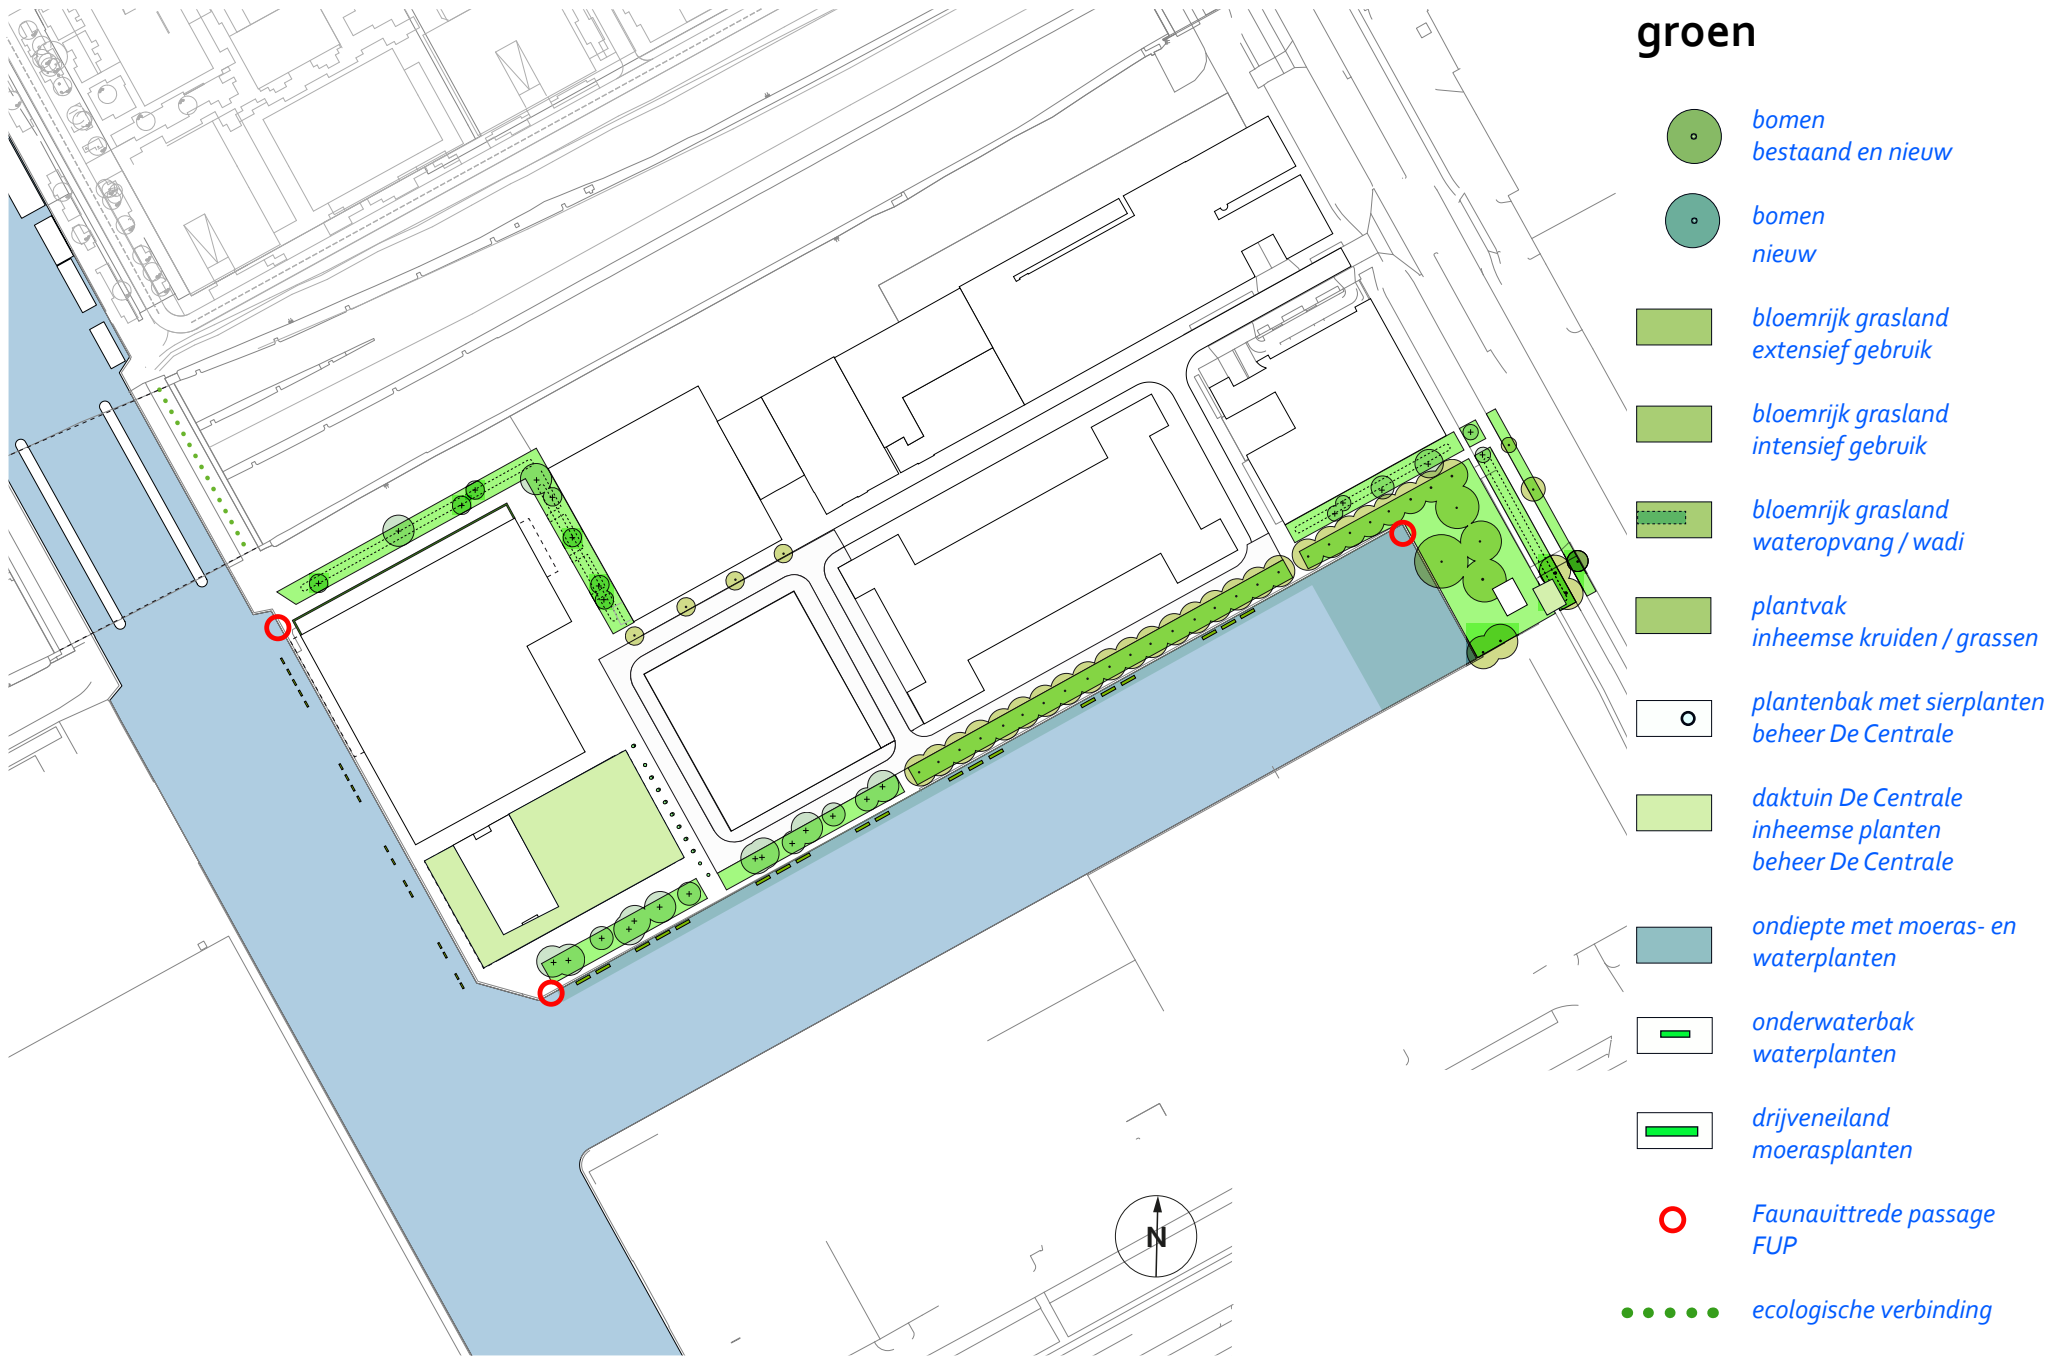 groen
bomen
bestaand en nieuw
bomen
nieuw
bloemrijk grasland
extensief gebruik
bloemrijk grasland
intensief gebruik
bloemrijk grasland
wateropvang / wadi
plantvak
inheemse kruiden / grassen
plantenbak met sierplanten
beheer De Centrale
daktuin De Centrale
inheemse planten
beheer De Centrale
ondiepte met moeras- en
waterplanten
onderwaterbak
waterplanten
drijveneiland
moerasplanten
N
Faunauittrede passage
FUP
ecologische verbinding